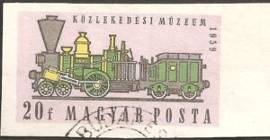 KÖZLEKEDÉSI MÚZEUM
1959
20f MAGYAR POSTA